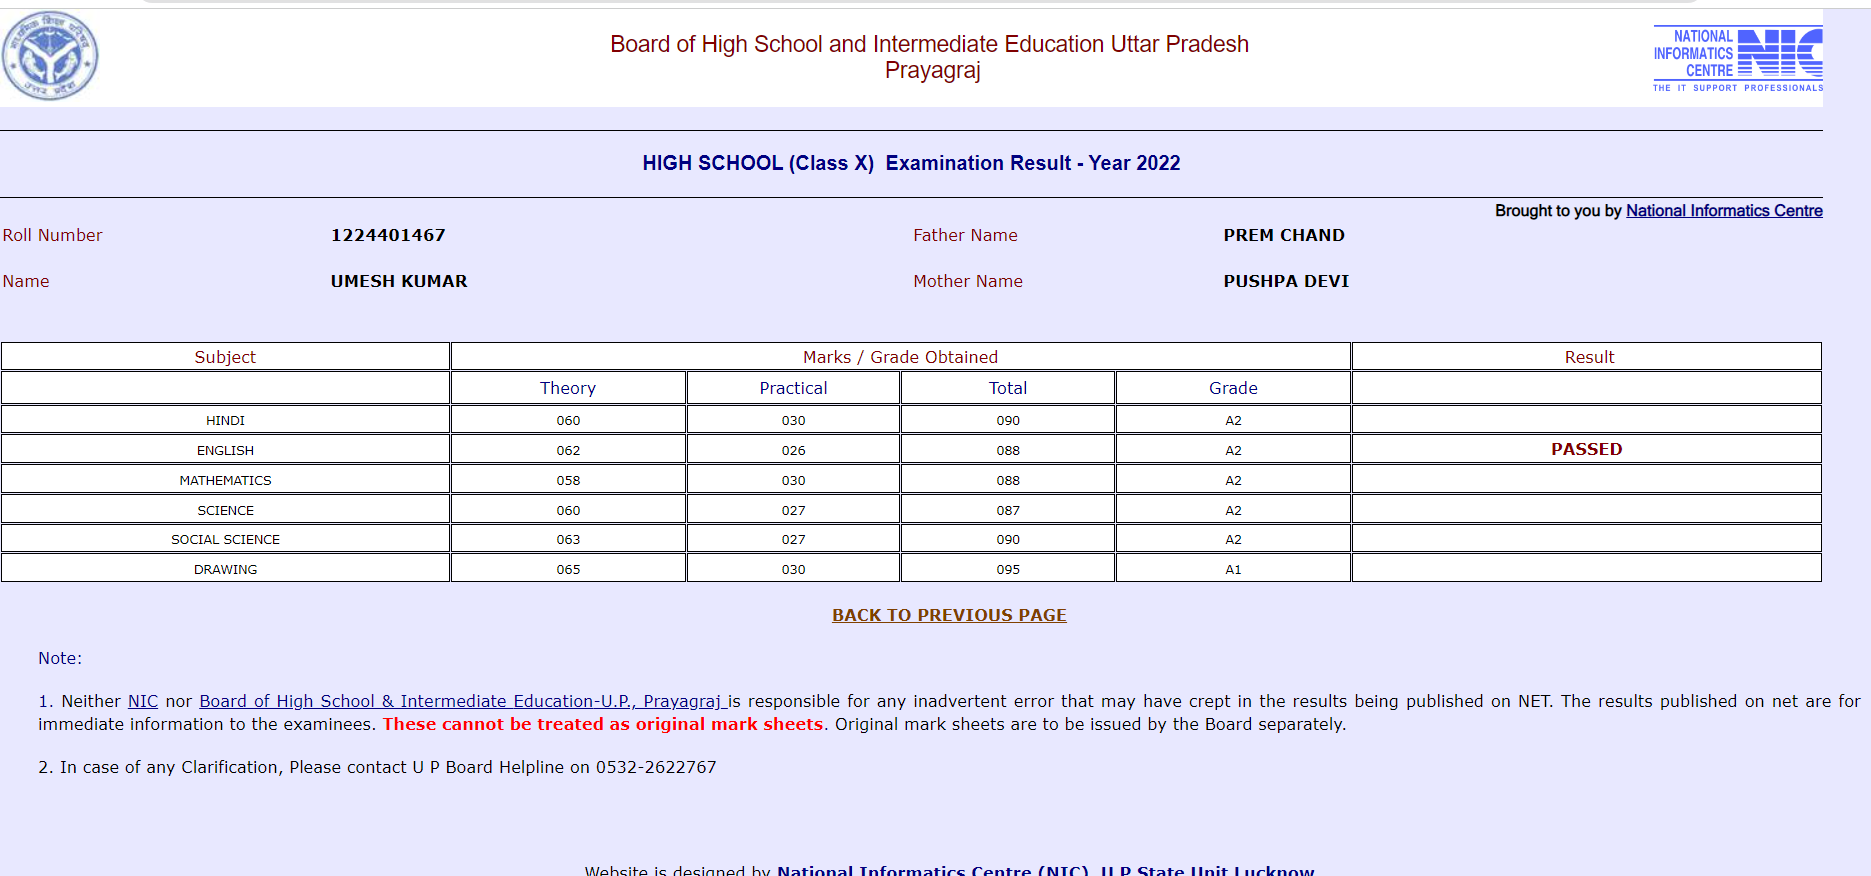 Board of High School and Intermediate Education Uttar Pradesh
Prayagraj
NATIONAL
INFORMATICS
CENTRE
NIC
THE IT SUPPORT PROFESSIONALS
HIGH SCHOOL (Class X)  Examination Result - Year 2022
Brought to you by National Informatics Centre
Roll Number 1224401467 Father Name PREM CHAND
Name UMESH KUMAR Mother Name PUSHPA DEVI
Subject Marks / Grade Obtained Result
Theory Practical Total Grade
HINDI 060 030 090 A2
ENGLISH 062 026 088 A2 PASSED
MATHEMATICS 058 030 088 A2
SCIENCE 060 027 087 A2
SOCIAL SCIENCE 063 027 090 A2
DRAWING 065 030 095 A1
BACK TO PREVIOUS PAGE
Note:
1. Neither NIC nor Board of High School & Intermediate Education-U.P., Prayagraj is responsible for any inadvertent error that may have crept in the results being published on NET. The results published on net are for
immediate information to the examinees. These cannot be treated as original mark sheets. Original mark sheets are to be issued by the Board separately.
2. In case of any Clarification, Please contact U P Board Helpline on 0532-2622767
Website is designed by National Informatics Centre (NIC), U.P State Unit Lucknow